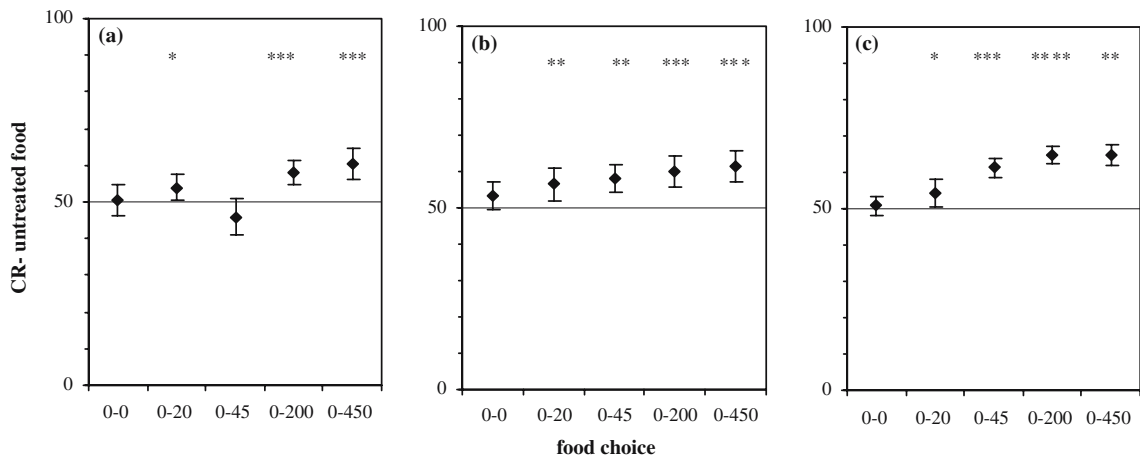 100 (a) * *** ***
50
0
0-0 0-20 0-45 0-200 0-450
CR- untreated food
100 (b) ** ** *** ***
50
0
0-0 0-20 0-45 0-200 0-450
food choice
100 (c) * *** **** **
50
0
0-0 0-20 0-45 0-200 0-450